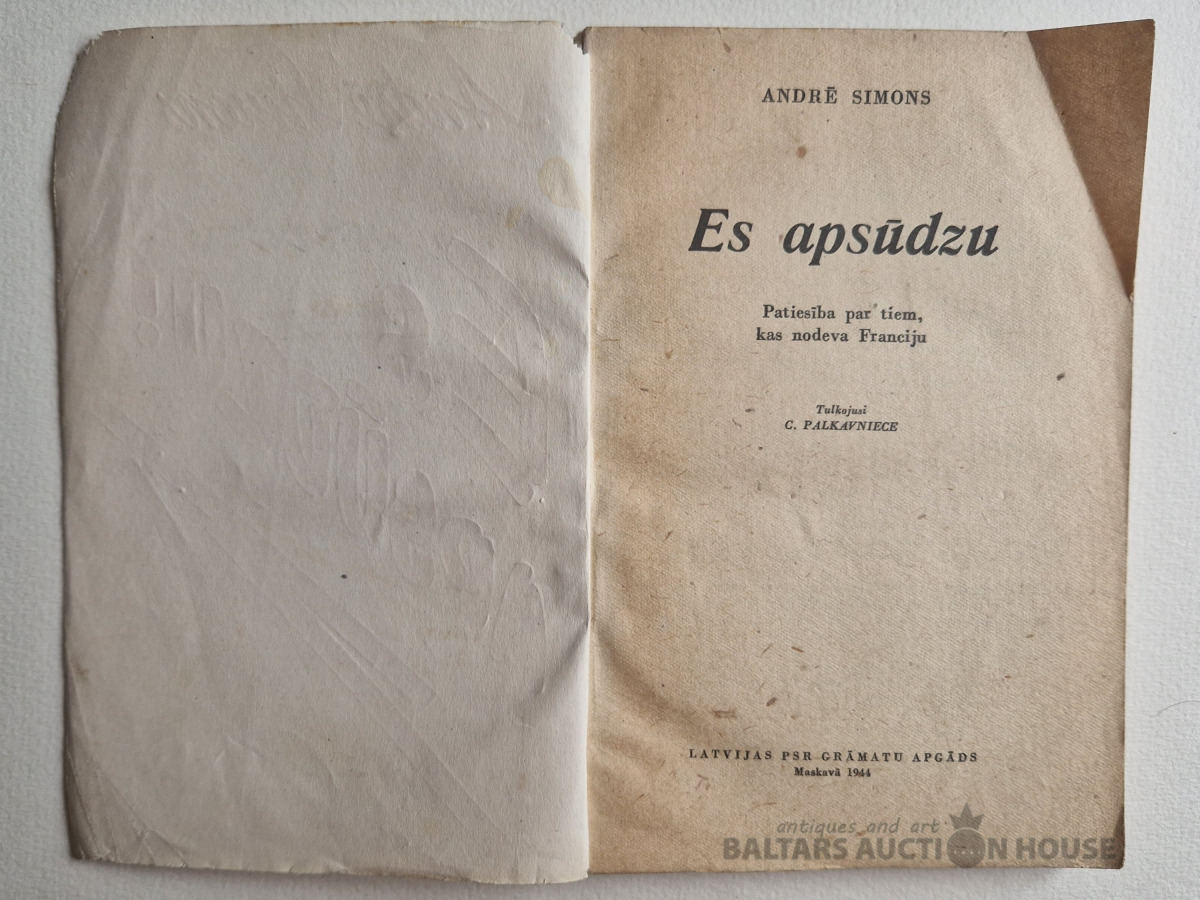 ANDRĒ SIMONS
Es apsūdzu
Patiesība par tiem,
kas nodeva Franciju
Tulkojusi
C. PALKAVNIECE
LATVIJAS PSR GRĀMATU APGĀDS
Maskavā 1944
antiques and art
BALTARS AUCTION HOUSE